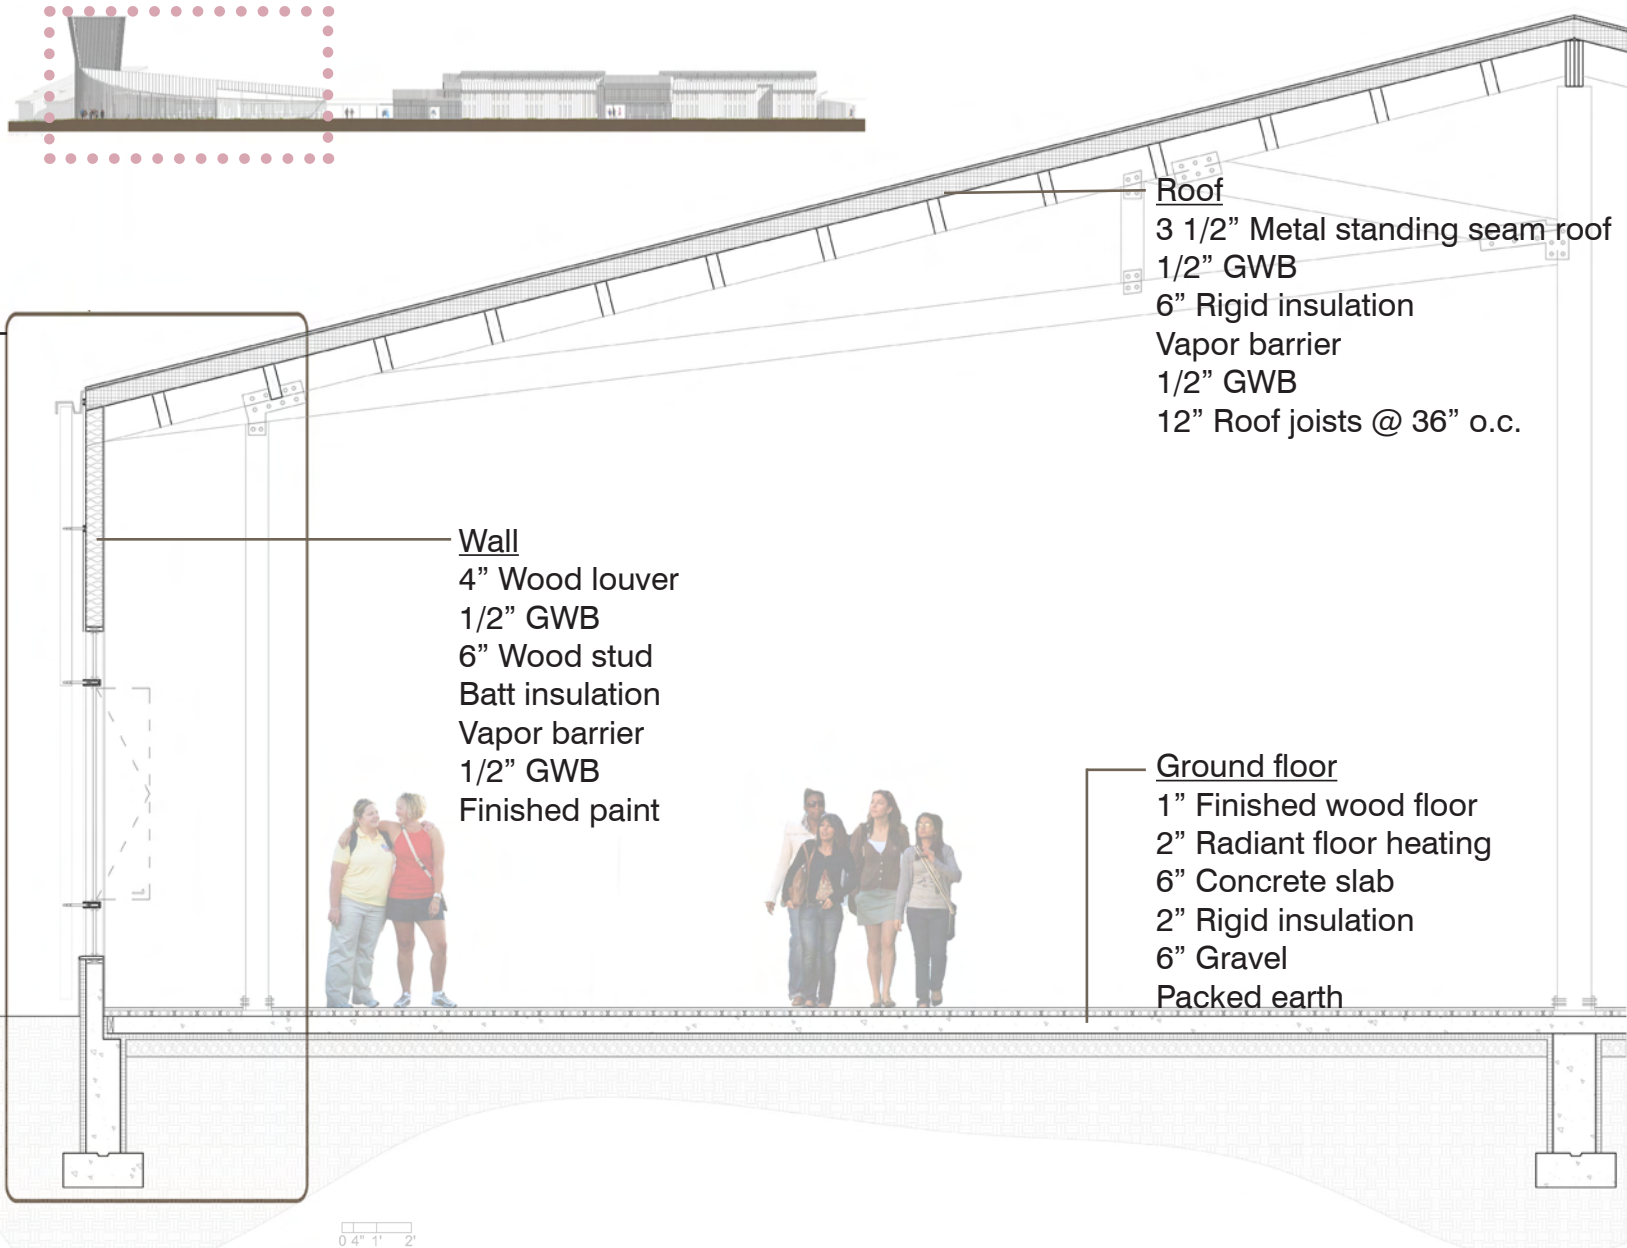 Roof
3 1/2” Metal standing seam roof
1/2” GWB
6” Rigid insulation
Vapor barrier
1/2” GWB
12” Roof joists @ 36” o.c.
Wall
4” Wood louver
1/2” GWB
6” Wood stud
Batt insulation
Vapor barrier
1/2” GWB
Finished paint
Ground floor
1” Finished wood floor
2” Radiant floor heating
6” Concrete slab
2” Rigid insulation
6” Gravel
Packed earth
0 4" 1' 2'